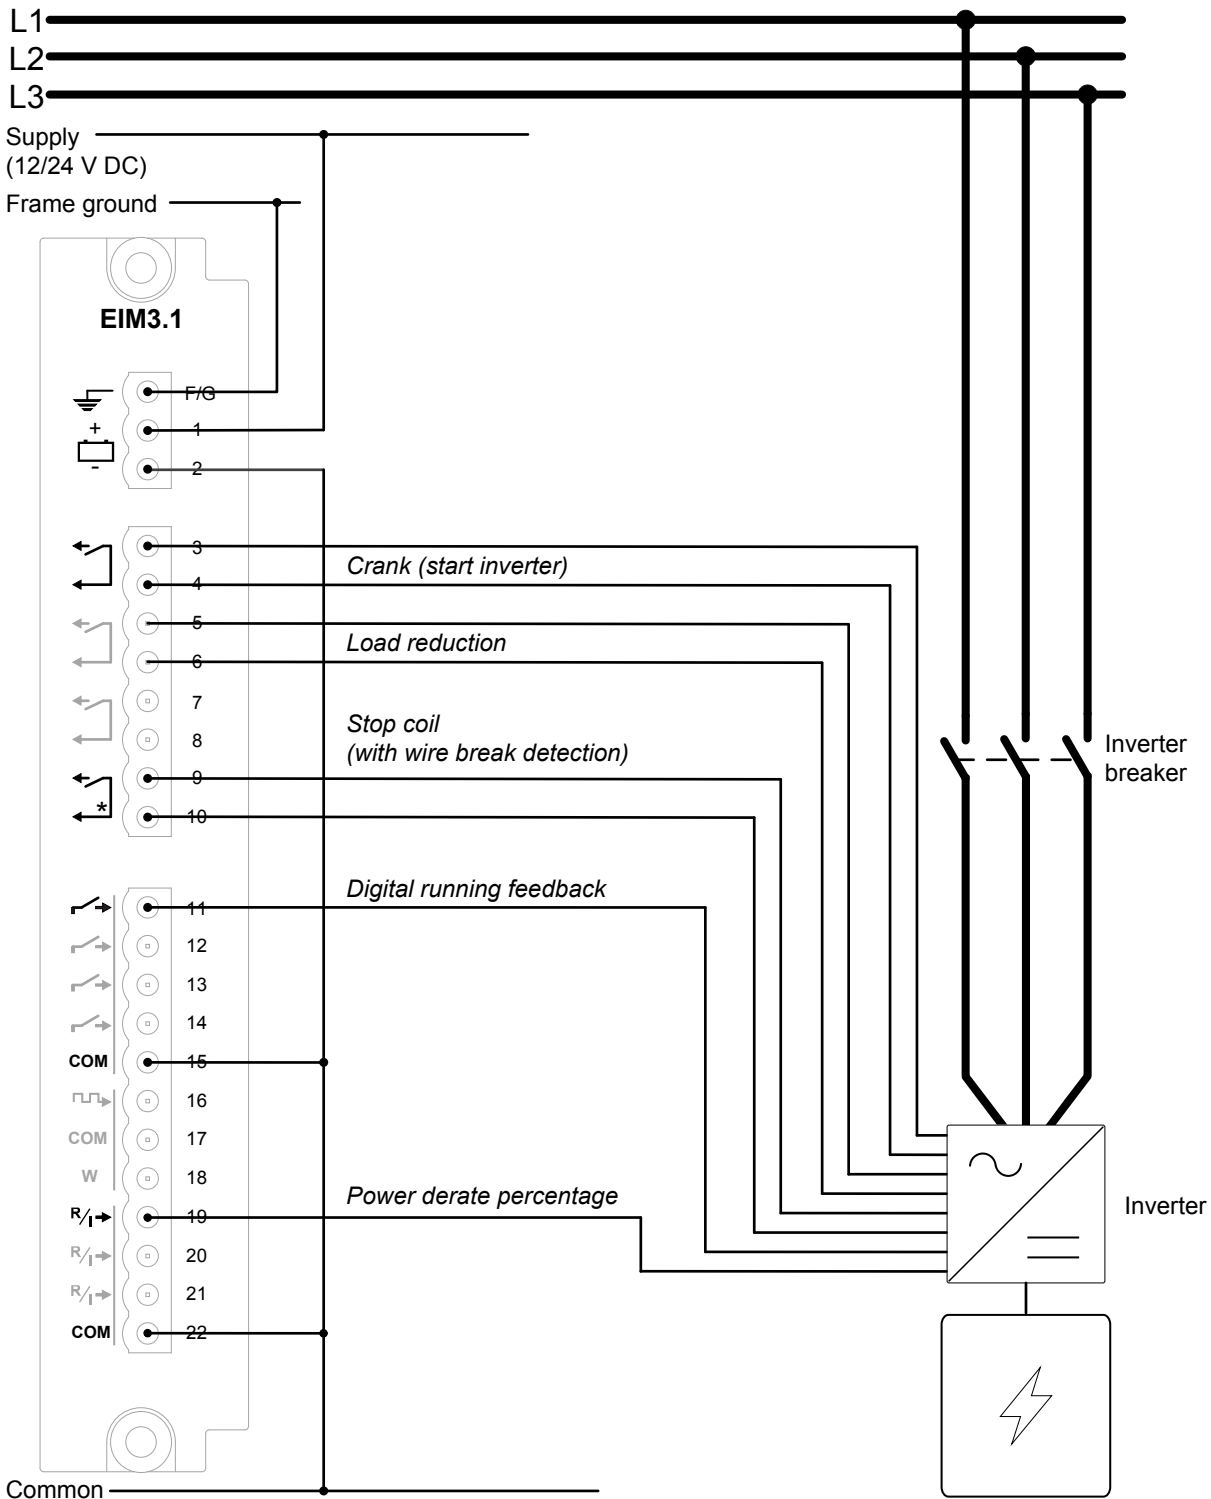 L1
L2
L3
Supply
(12/24 V DC)
Frame ground
EIM3.1
F/G
+
1
-
2
3
Crank (start inverter)
4
5
Load reduction
6
7
Stop coil
8
(with wire break detection)
Inverter
breaker
9
*
10
Digital running feedback
11
12
13
14
COM 15
16
COM 17
W 18
Power derate percentage
Inverter
R/I 19
R/I 20
R/I 21
COM 22
Common